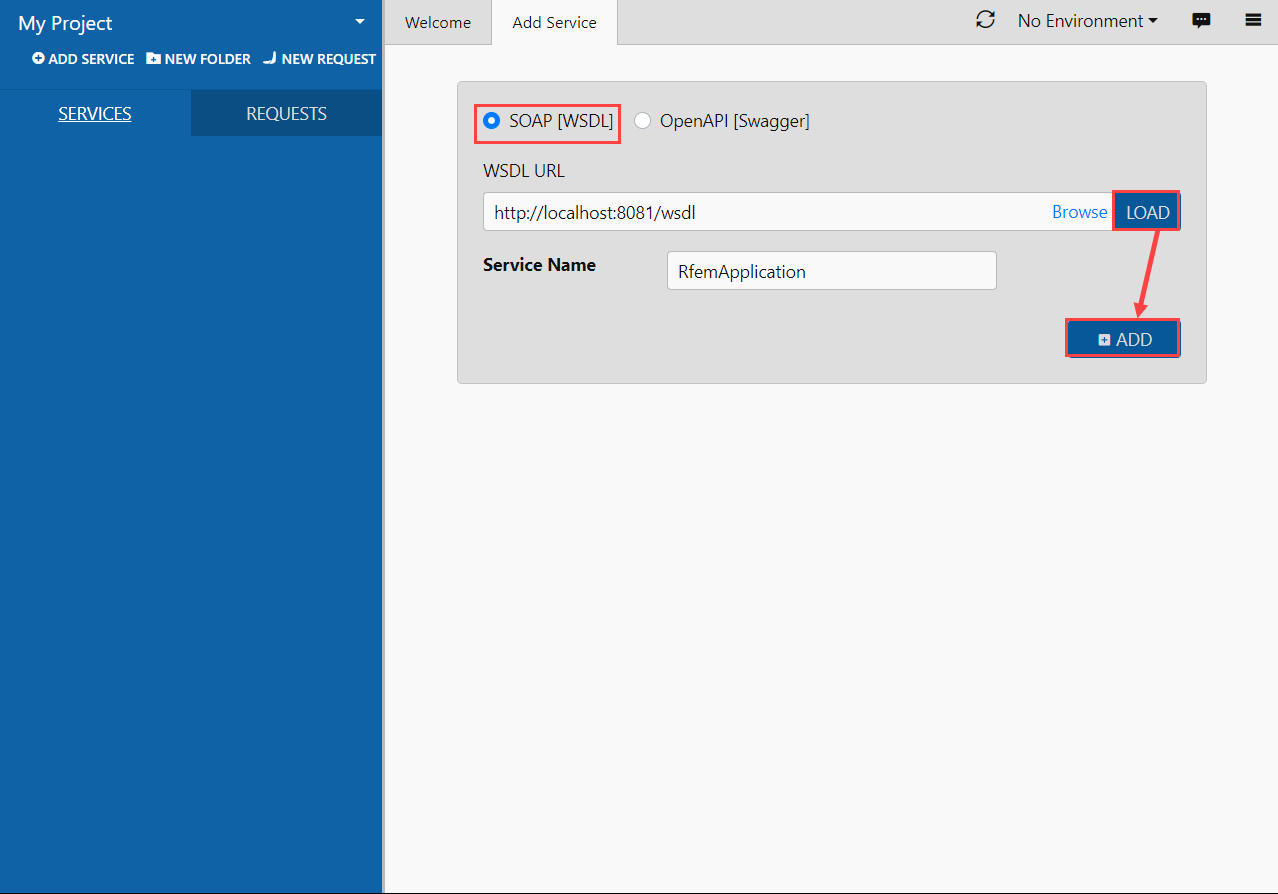 My Project
ADD SERVICE NEW FOLDER NEW REQUEST
SERVICES REQUESTS
Welcome Add Service No Environment
SOAP [WSDL] OpenAPI [Swagger]
WSDL URL
http://localhost:8081/wsdl Browse LOAD
Service Name RfemApplication
ADD